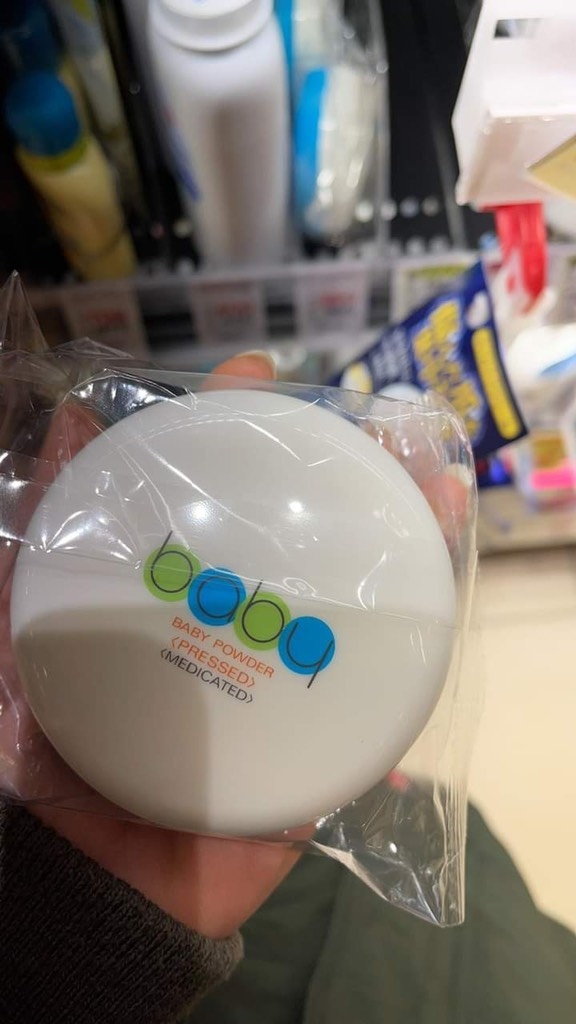 baby
BABY POWDER
〈PRESSED〉
〈MEDICATED〉